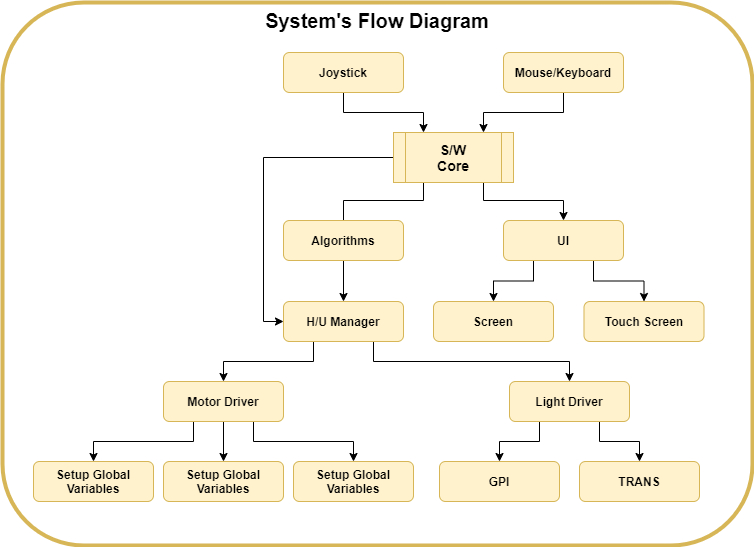 System's Flow Diagram
Joystick
Mouse/Keyboard
S/W
Core
Algorithms
UI
H/U Manager
Screen
Touch Screen
Motor Driver
Light Driver
Setup Global
Variables
Setup Global
Variables
Setup Global
Variables
GPI
TRANS